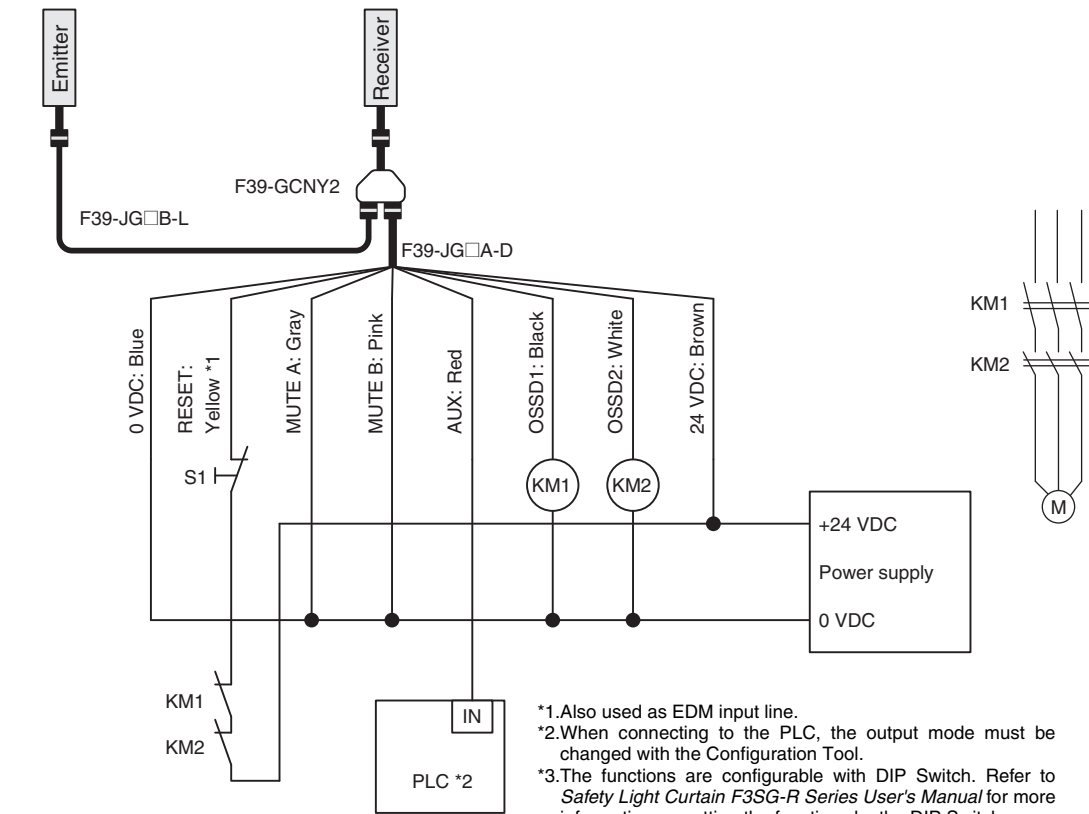 Emitter
Receiver
F39-GCNY2
F39-JG□B-L
F39-JG□A-D
0 VDC: Blue
RESET:
Yellow *1
MUTE A: Gray
MUTE B: Pink
AUX: Red
OSSD1: Black
OSSD2: White
24 VDC: Brown
KM1
KM2
M
S1
KM1
KM2
+24 VDC
Power supply
0 VDC
KM1
KM2
IN
PLC *2
*1.Also used as EDM input line.
*2.When connecting to the PLC, the output mode must be
changed with the Configuration Tool.
*3.The functions are configurable with DIP Switch. Refer to
Safety Light Curtain F3SG-R Series User's Manual for more